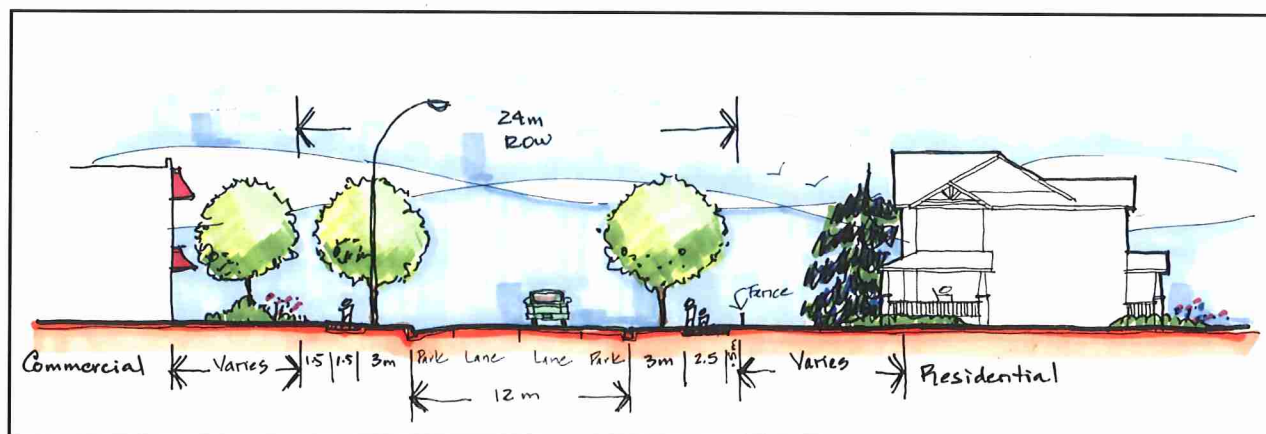 24m
ROW
Fence
Commercial
Varies
1.5
1.5
3m
Park
Lane
Lane
Park
3m
2.5
.5m
Varies
Residential
12 m